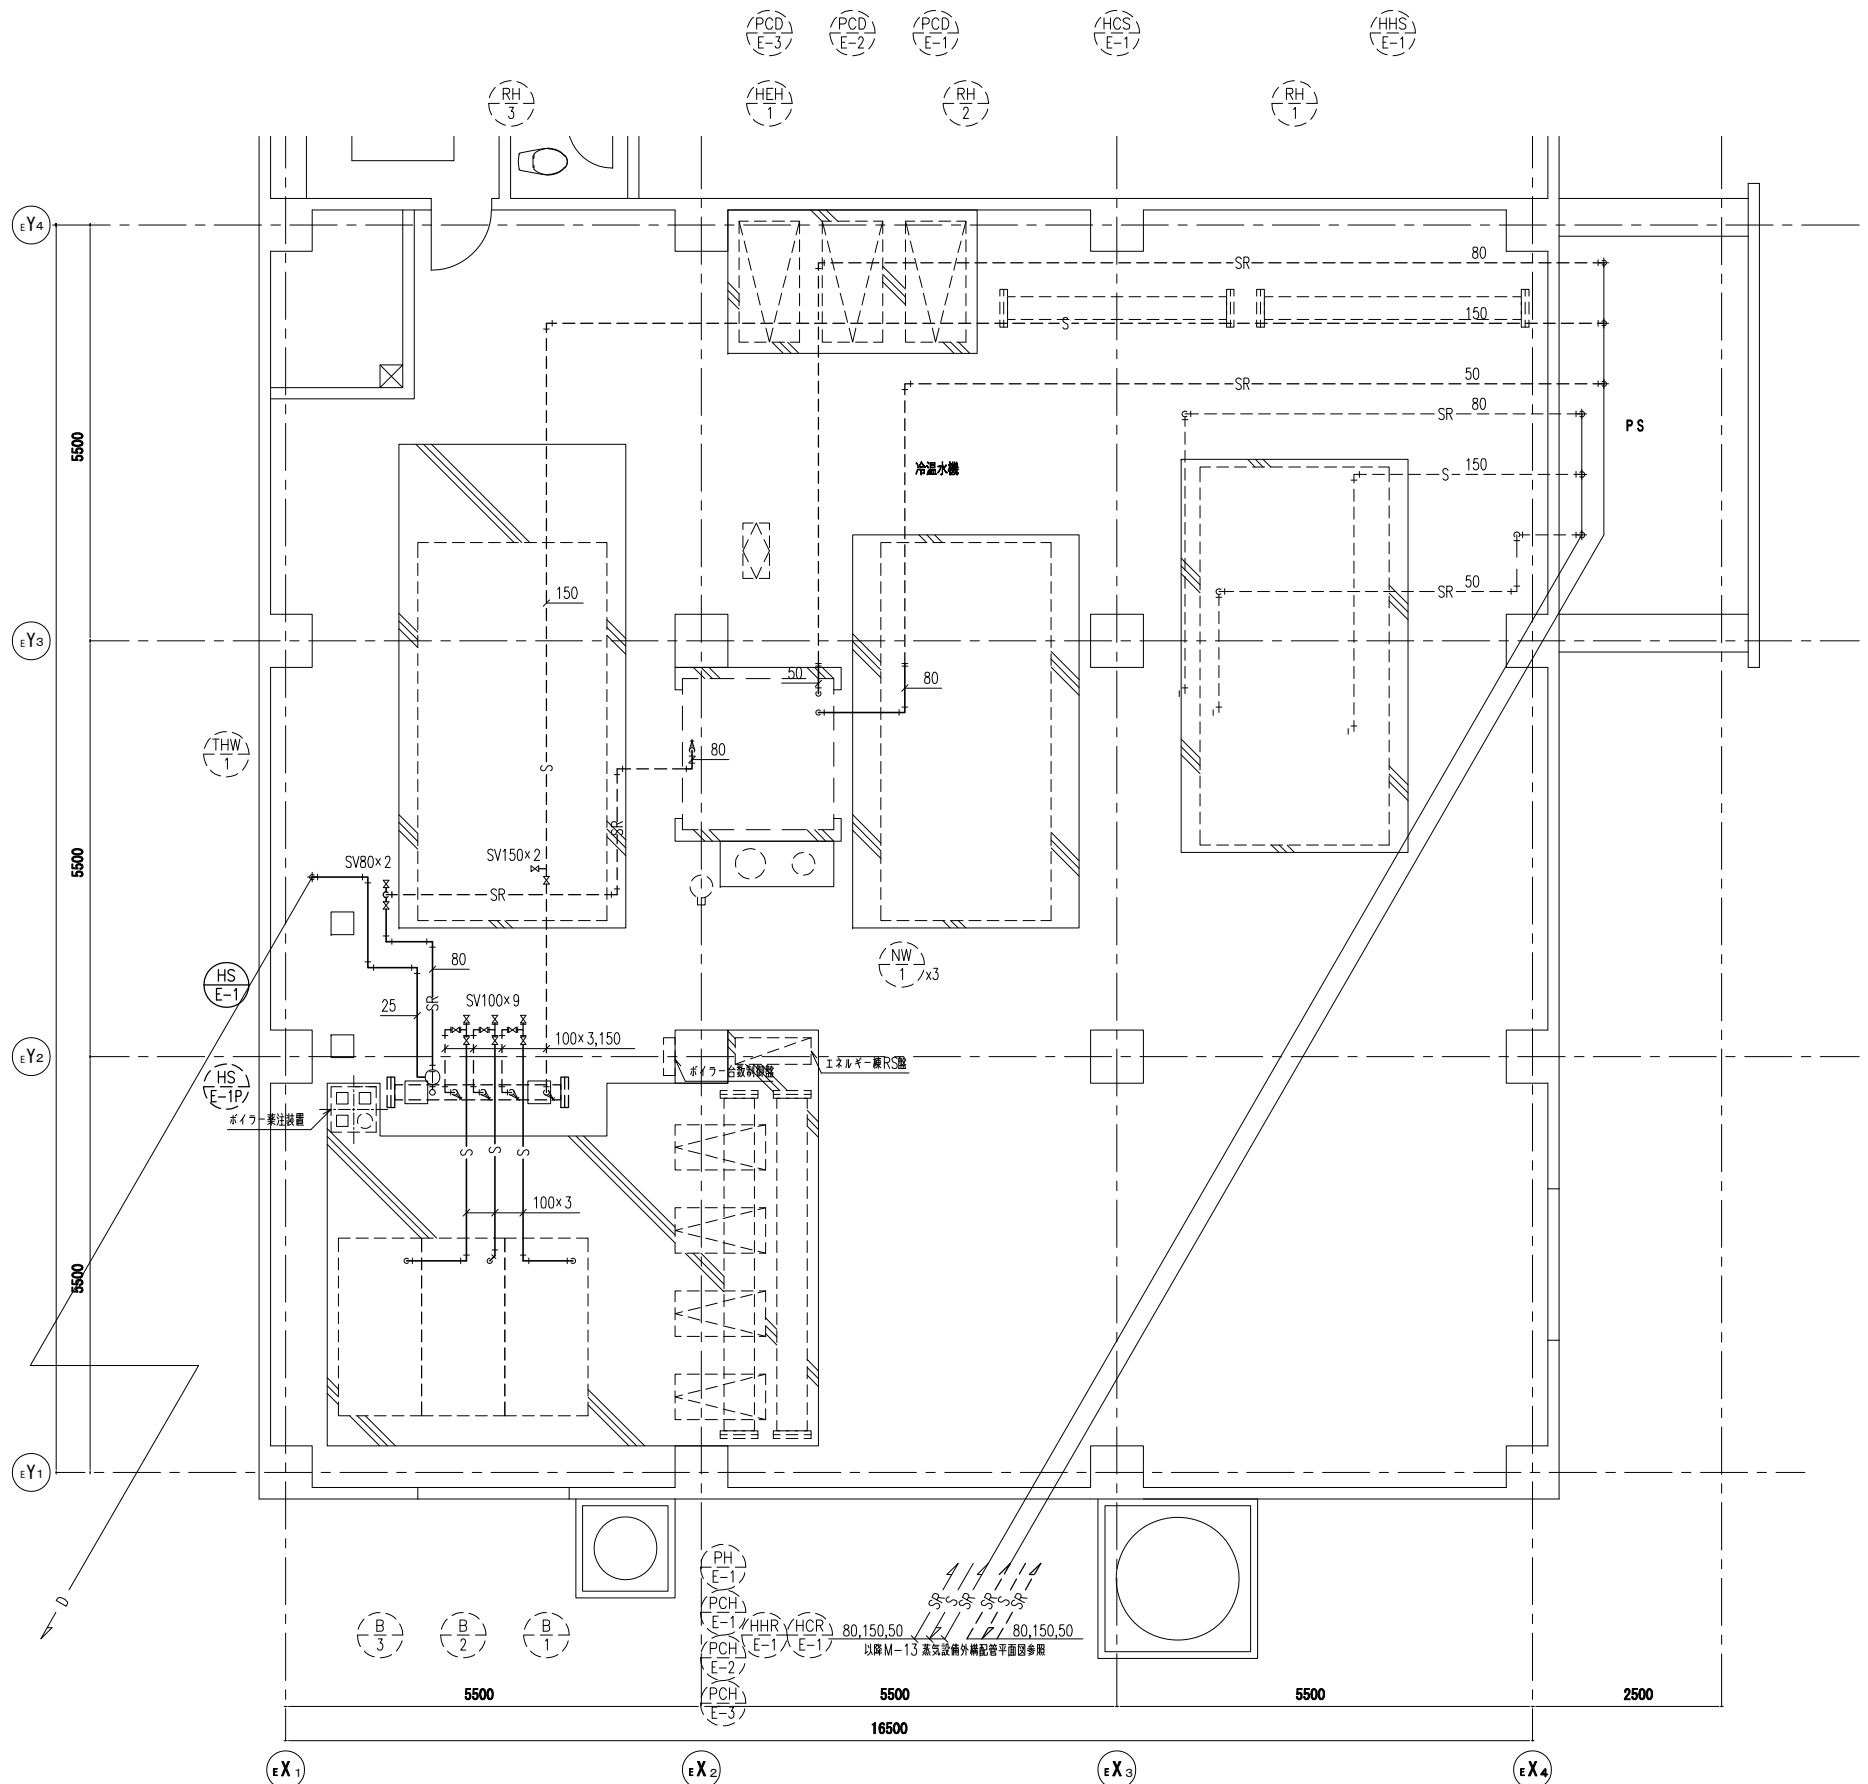 PCD
E-3
PCD
E-2
PCD
E-1
HCS
E-1
HHS
E-1
RH
3
HEH
1
RH
2
RH
1
EY4
SR
80
S
150
SR
50
SR
80
PS
5500
冷温水機
S
150
150
SR
50
EY3
50
80
THW
1
80
S
SR
5500
SV80×2
SV150×2
SR
NW
1
x3
HS
E-1
80
25
SR
SV100×9
100×3,150
EY2
ボイラー台数制御盤
エネルギー棟RS盤
HS
E-1P
ボイラー薬注装置
S
S
S
100×3
5500
EY1
PH
E-1
D
SR
S
SR
SR
S
SR
B
3
B
2
B
1
PCH
E-1
HHR
E-1
HCR
E-1
80,150,50
80,150,50
以降M-13 蒸気設備外構配管平面図参照
PCH
E-2
PCH
E-3
5500
5500
5500
2500
16500
EX1
EX2
EX3
EX4